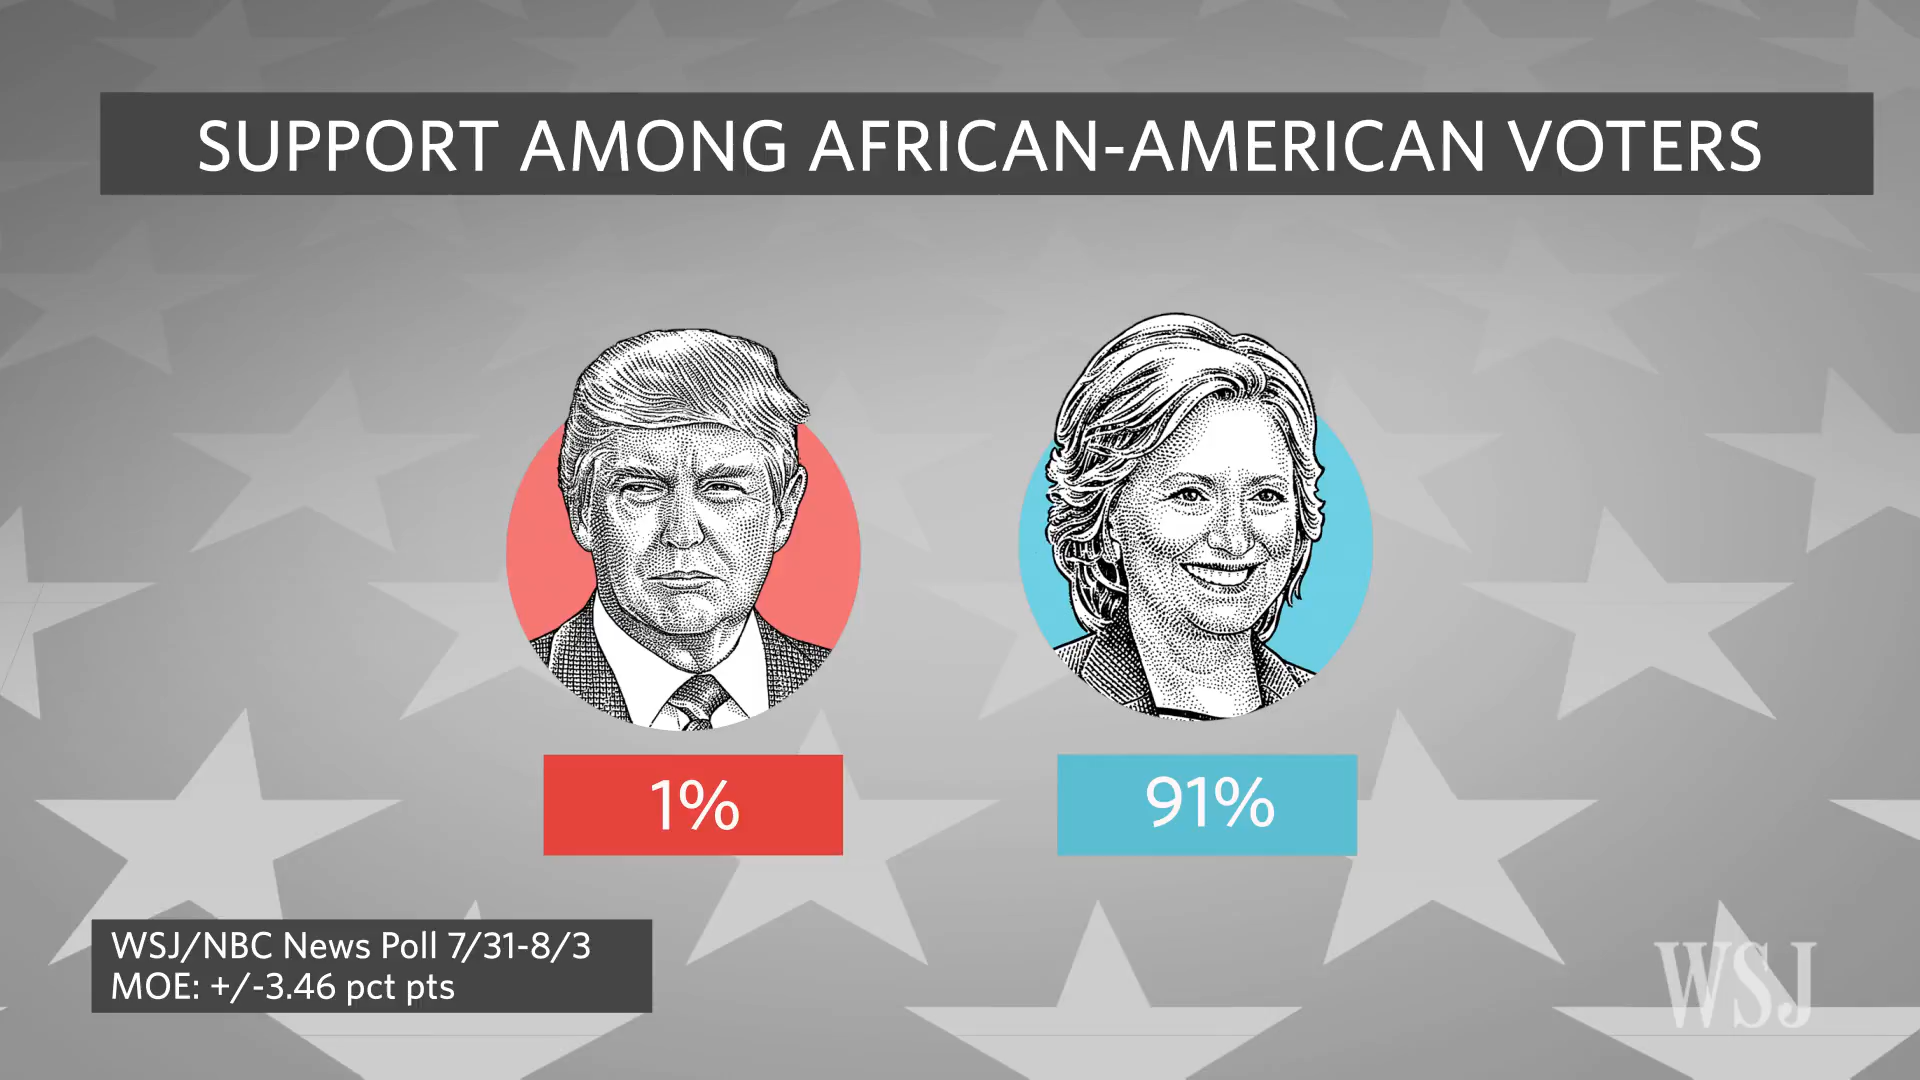 SUPPORT AMONG AFRICAN-AMERICAN VOTERS
1%
91%
WSJ/NBC News Poll 7/31-8/3
MOE: +/-3.46 pct pts
WSJ